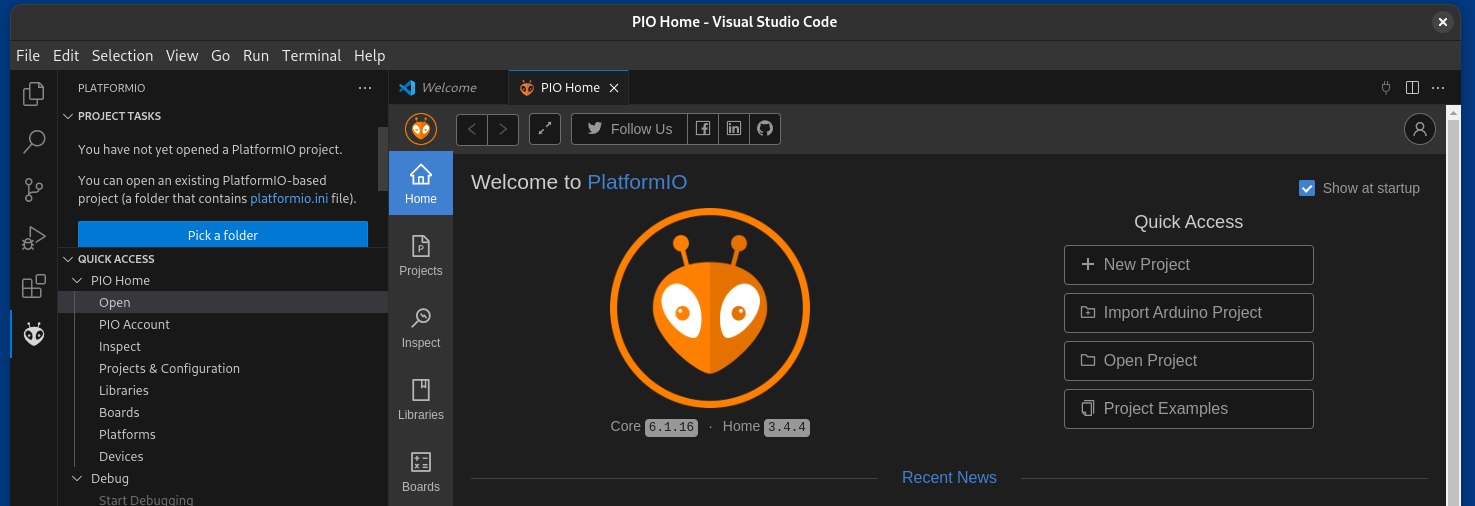 PIO Home - Visual Studio Code
File Edit Selection View Go Run Terminal Help
PLATFORMIO
PROJECT TASKS
You have not yet opened a PlatformIO project.
You can open an existing PlatformIO-based
project (a folder that contains platformio.ini file).
Pick a folder
QUICK ACCESS
PIO Home
Open
PIO Account
Inspect
Projects & Configuration
Libraries
Boards
Platforms
Devices
Debug
Start Debugging
Welcome PIO Home
Follow Us
Home
Projects
Inspect
Libraries
Boards
Welcome to PlatformIO
Show at startup
Core 6.1.16 · Home 3.4.4
Quick Access
New Project
Import Arduino Project
Open Project
Project Examples
Recent News